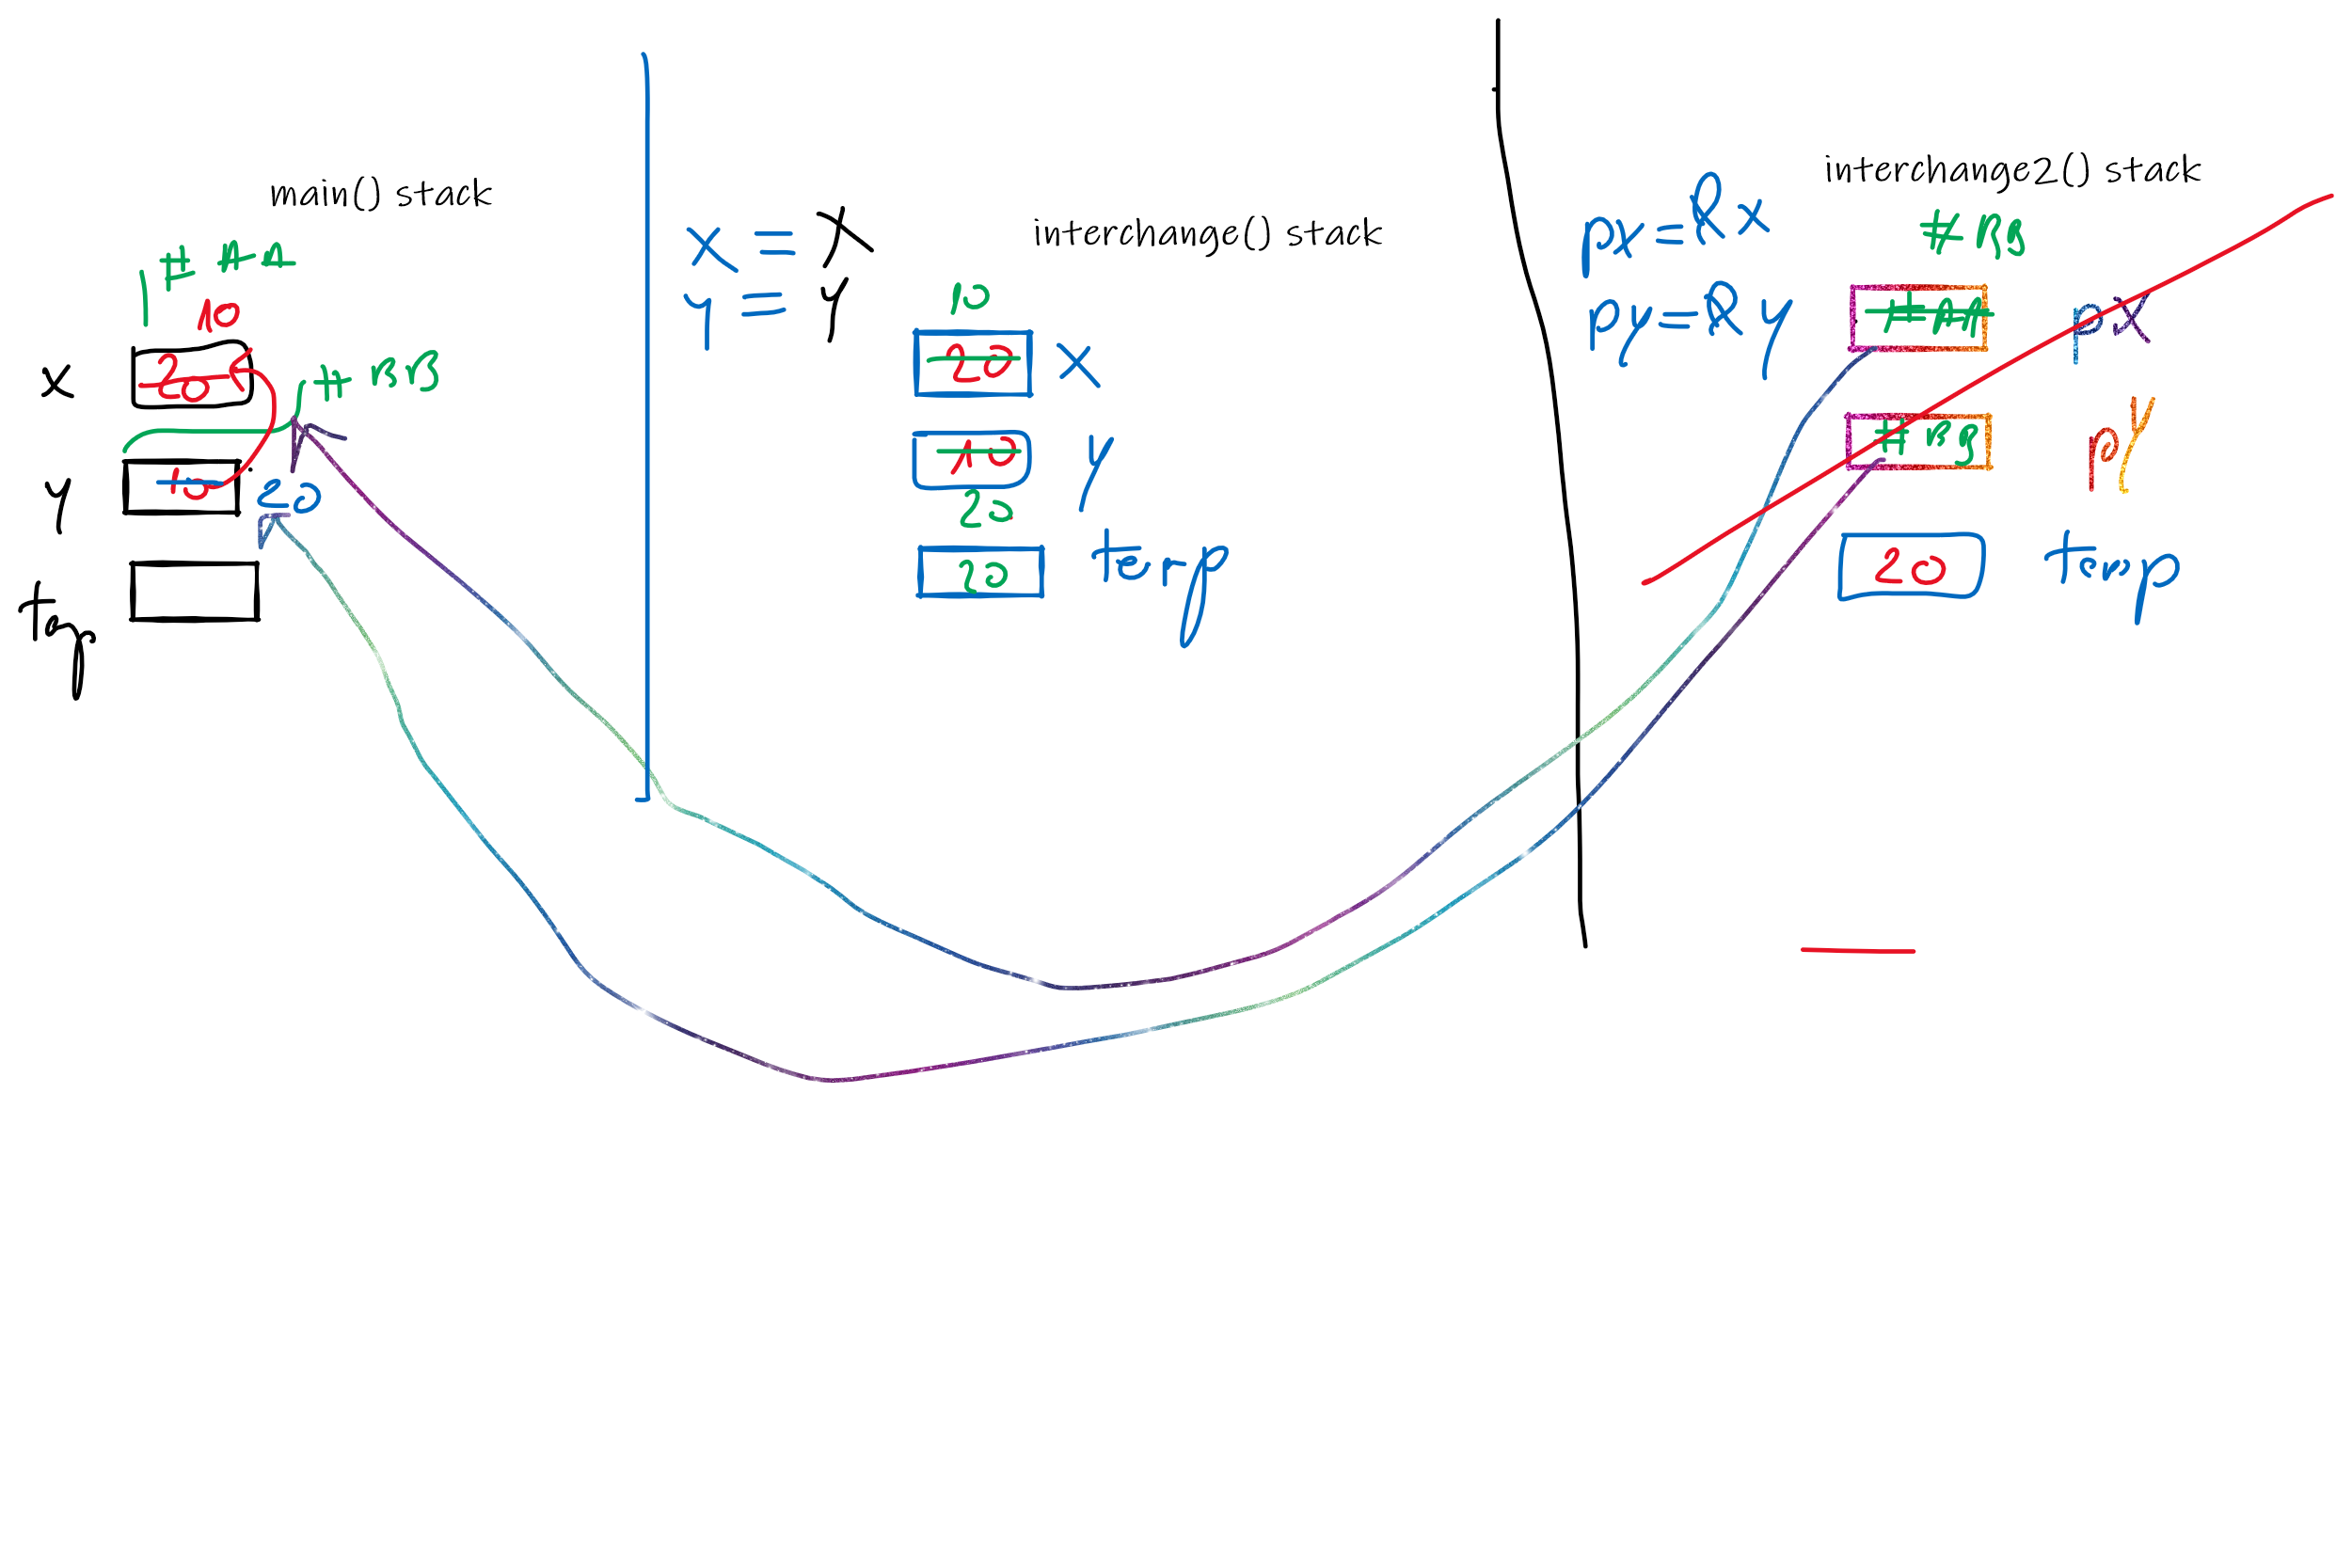 main() stack
# AA
10
x
20
# BB
y
10
20
tmp
x = x
y = y
interchange() stack
10
20
x
10
y
20
20
temp
px=&x
py=&y
interchange2() stack
# BB
# AA
px
# BB
py
20
temp